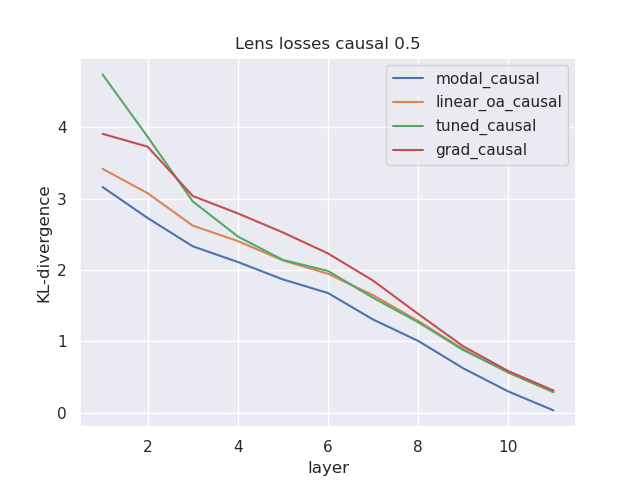 Lens losses causal 0.5
modal_causal
linear_oa_causal
tuned_causal
grad_causal
KL-divergence
4
3
2
1
0
2 4 6 8 10
layer